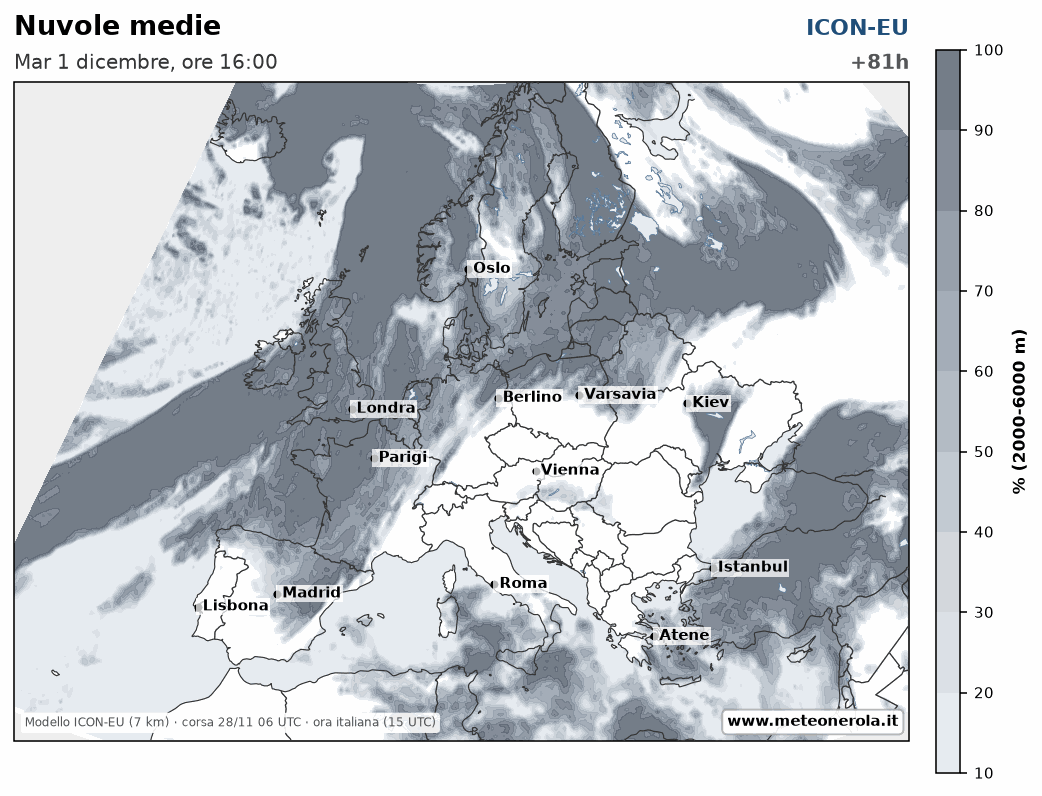 Nuvole medie
ICON-EU
Mar 1 dicembre, ore 16:00
+81h
100
90
80
70
60
50
40
30
20
10
% (2000-6000 m)
Oslo
Londra
Berlino
Varsavia
Kiev
Parigi
Vienna
Istanbul
Roma
Madrid
Lisbona
Atene
Modello ICON-EU (7 km) · corsa 28/11 06 UTC · ora italiana (15 UTC)
www.meteonerola.it